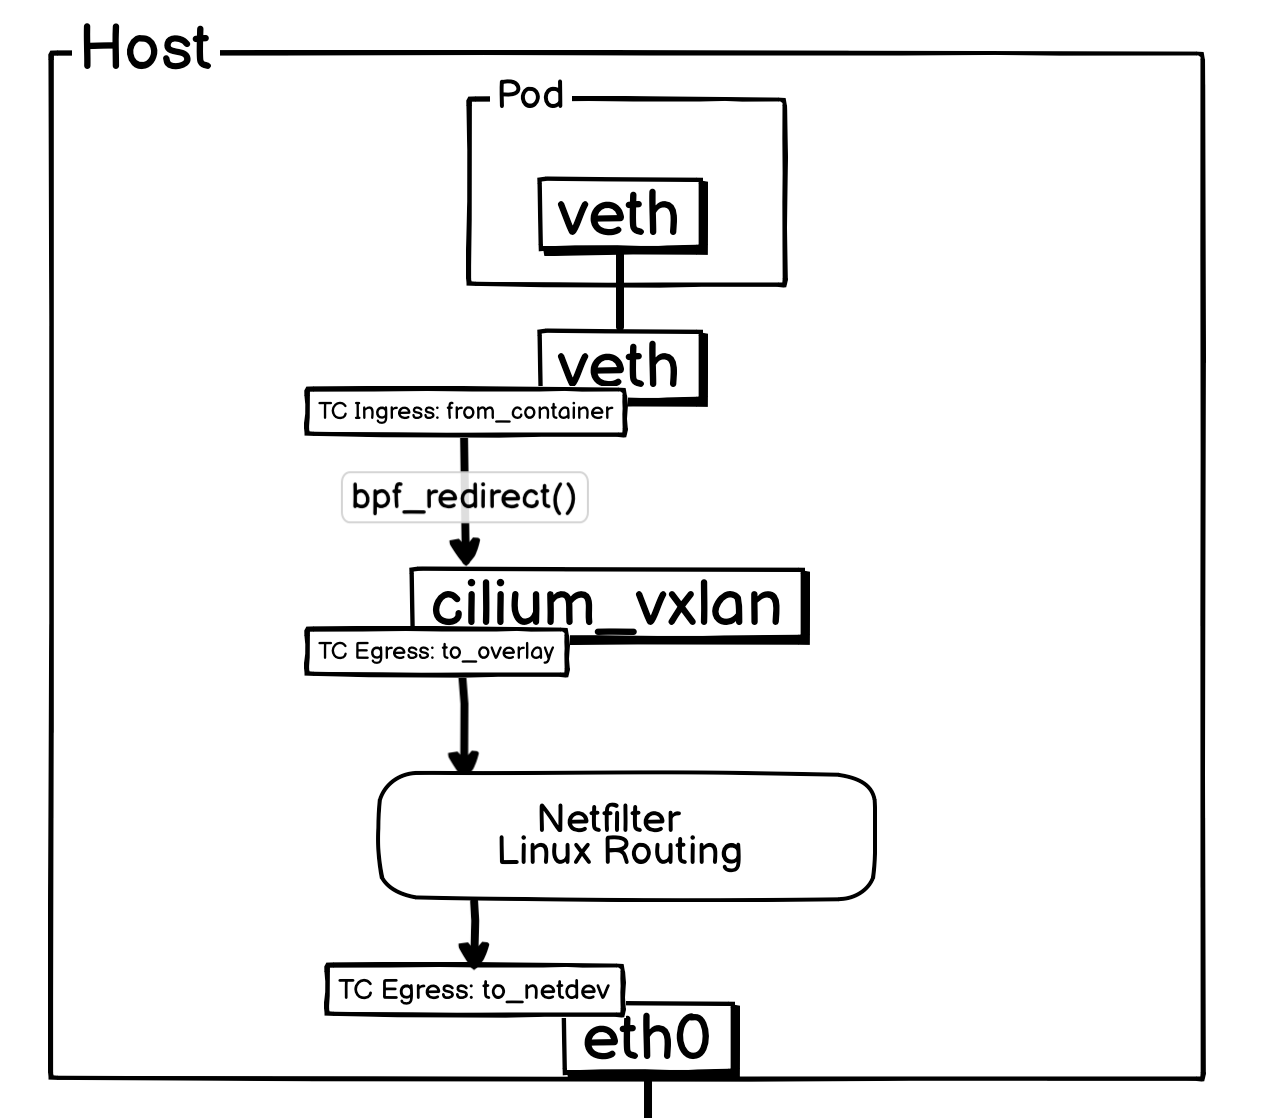 Host
Pod
veth
veth
TC Ingress: from_container
bpf_redirect()
cilium_vxlan
TC Egress: to_overlay
Netfilter
Linux Routing
TC Egress: to_netdev
eth0